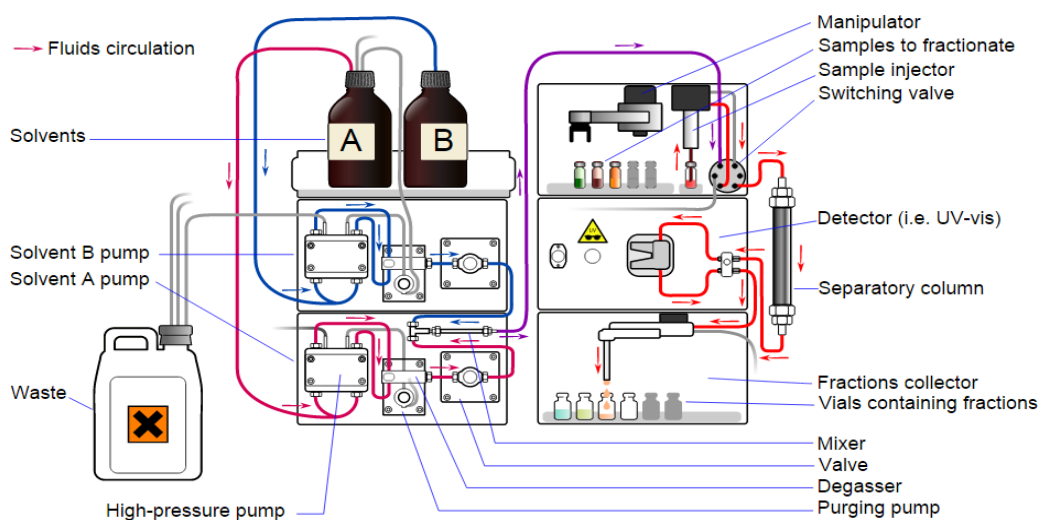 Fluids circulation
Solvents
A
B
Solvent B pump
Solvent A pump
Waste
High-pressure pump
Manipulator
Samples to fractionate
Sample injector
Switching valve
UV
Detector (i.e. UV-vis)
Separatory column
Fractions collector
Vials containing fractions
Mixer
Valve
Degasser
Purging pump